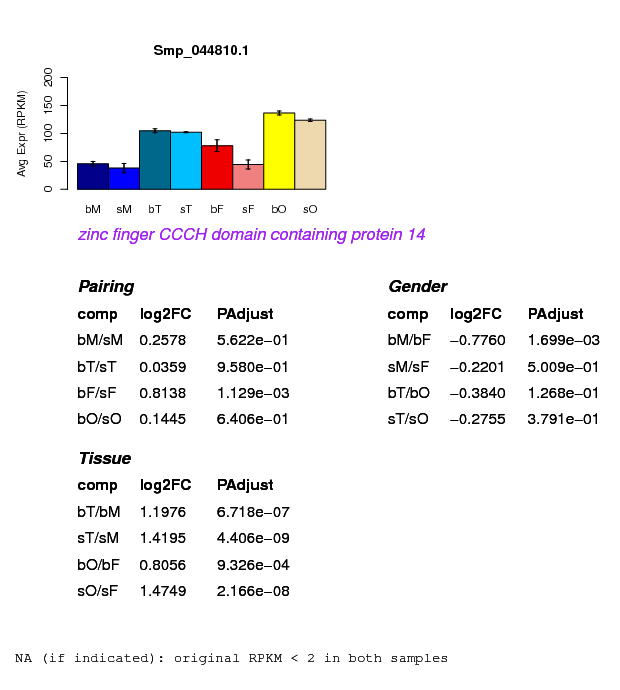 Smp_044810.1
Avg Expr (RPKM)
0 50 100 150 200
bM sM bT sT bF sF bO sO
zinc finger CCCH domain containing protein 14
Pairing
comp log2FC PAdjust
bM/sM 0.2578 5.622e−01
bT/sT 0.0359 9.580e−01
bF/sF 0.8138 1.129e−03
bO/sO 0.1445 6.406e−01
Gender
comp log2FC PAdjust
bM/bF −0.7760 1.699e−03
sM/sF −0.2201 5.009e−01
bT/bO −0.3840 1.268e−01
sT/sO −0.2755 3.791e−01
Tissue
comp log2FC PAdjust
bT/bM 1.1976 6.718e−07
sT/sM 1.4195 4.406e−09
bO/bF 0.8056 9.326e−04
sO/sF 1.4749 2.166e−08
NA (if indicated): original RPKM < 2 in both samples